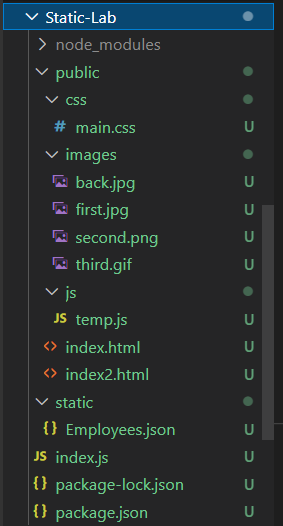 Static-Lab
node_modules
public
css
# main.css U
images
back.jpg U
first.jpg U
second.png U
third.gif U
js
JS temp.js U
<> index.html U
<> index2.html U
static
{} Employees.json U
JS index.js U
{} package-lock.json U
{} package.json U